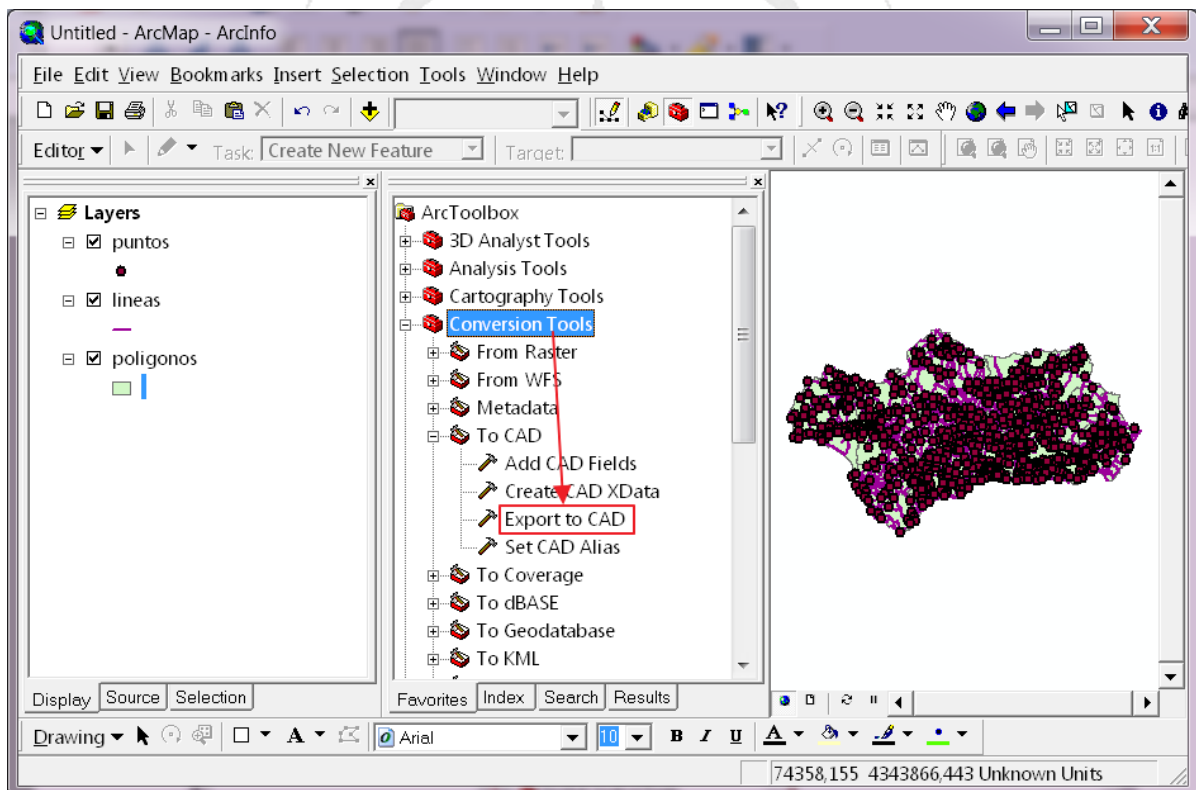 Untitled - ArcMap - ArcInfo
File Edit View Bookmarks Insert Selection Tools Window Help
Editor Task: Create New Feature Target:
1:1
Layers
puntos
lineas
poligonos
Display Source Selection
ArcToolbox
3D Analyst Tools
Analysis Tools
Cartography Tools
Conversion Tools
From Raster
From WFS
Metadata
To CAD
Add CAD Fields
Create CAD XData
Export to CAD
Set CAD Alias
To Coverage
To dBASE
To Geodatabase
To KML
Favorites Index Search Results
Drawing A Arial 10 B I U A
74358,155 4343866,443 Unknown Units